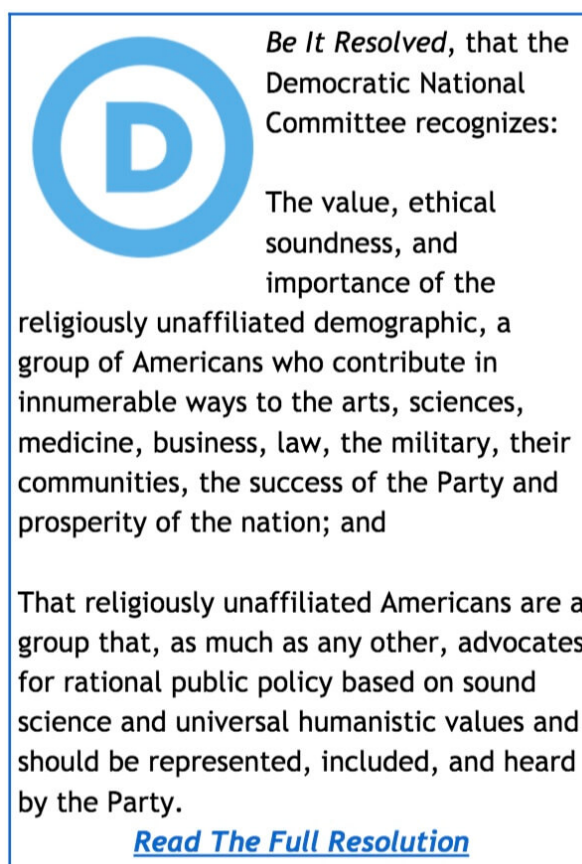 Be It Resolved, that the
Democratic National
Committee recognizes:
D
The value, ethical
soundness, and
importance of the
religiously unaffiliated demographic, a
group of Americans who contribute in
innumerable ways to the arts, sciences,
medicine, business, law, the military, their
communities, the success of the Party and
prosperity of the nation; and
That religiously unaffiliated Americans are a
group that, as much as any other, advocates
for rational public policy based on sound
science and universal humanistic values and
should be represented, included, and heard
by the Party.
Read The Full Resolution